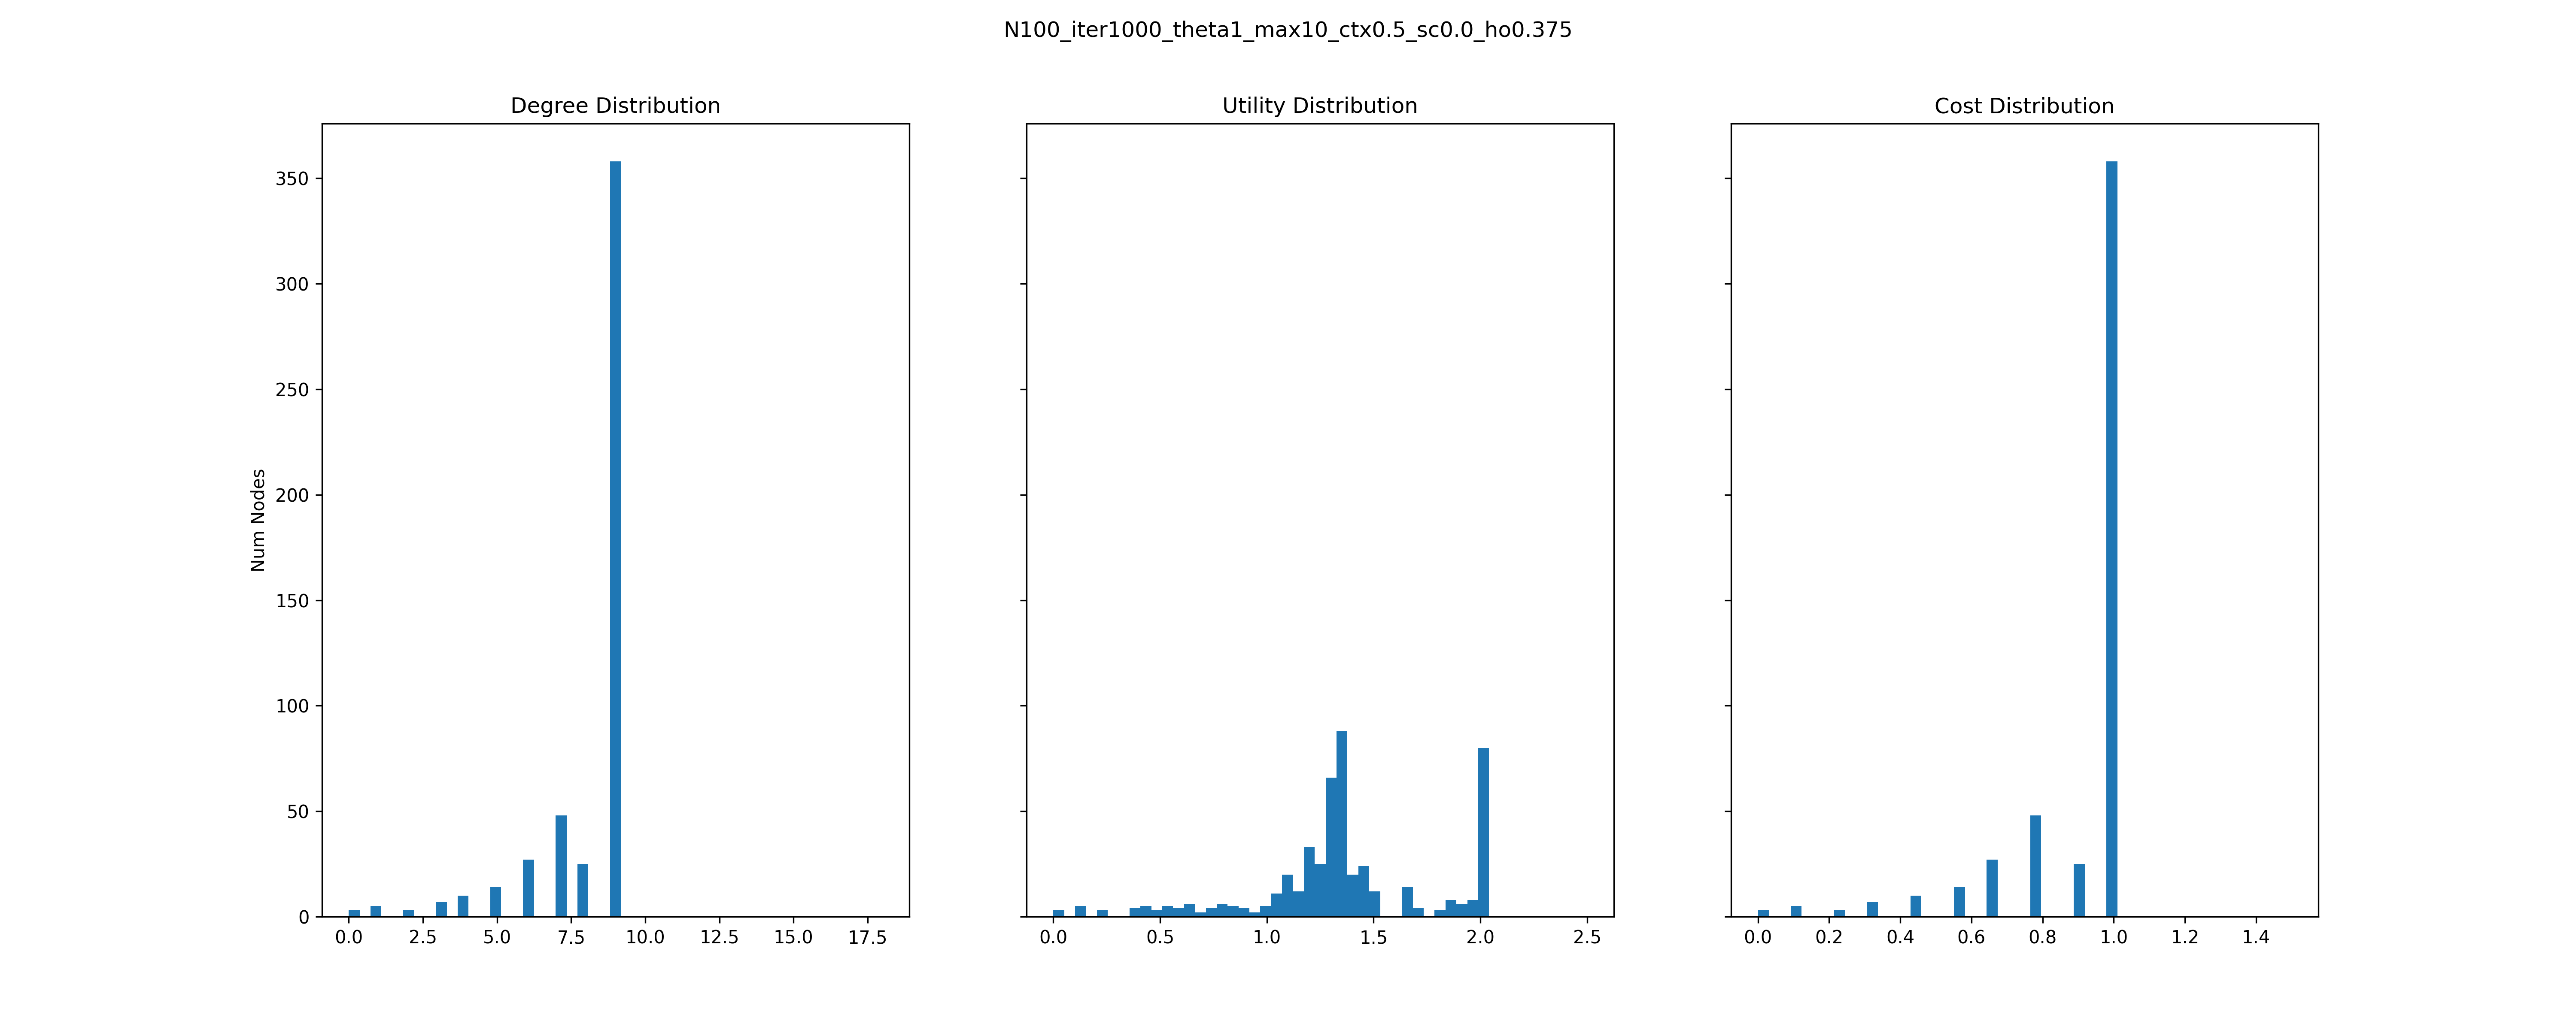 N100_iter1000_theta1_max10_ctx0.5_sc0.0_ho0.375
Degree Distribution
Utility Distribution
Cost Distribution
Num Nodes
350
300
250
200
150
100
50
0
0.0 2.5 5.0 7.5 10.0 12.5 15.0 17.5
0.0 0.5 1.0 1.5 2.0 2.5
0.0 0.2 0.4 0.6 0.8 1.0 1.2 1.4